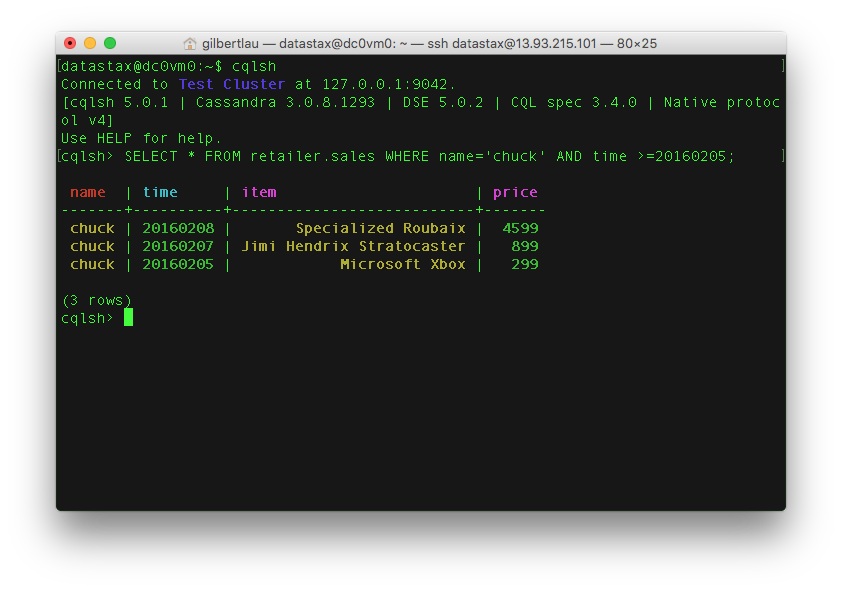 gilbertlau — datastax@dc0vm0: ~ — ssh datastax@13.93.215.101 — 80×25
[datastax@dc0vm0:~$ cqlsh ]
Connected to Test Cluster at 127.0.0.1:9042.
[cqlsh 5.0.1 | Cassandra 3.0.8.1293 | DSE 5.0.2 | CQL spec 3.4.0 | Native protoc
ol v4]
Use HELP for help.
[cqlsh> SELECT * FROM retailer.sales WHERE name='chuck' AND time >=20160205; ]
name | time | item | price
-------+----------+---------------------------+-------
chuck | 20160208 | Specialized Roubaix | 4599
chuck | 20160207 | Jimi Hendrix Stratocaster | 899
chuck | 20160205 | Microsoft Xbox | 299
(3 rows)
cqlsh>